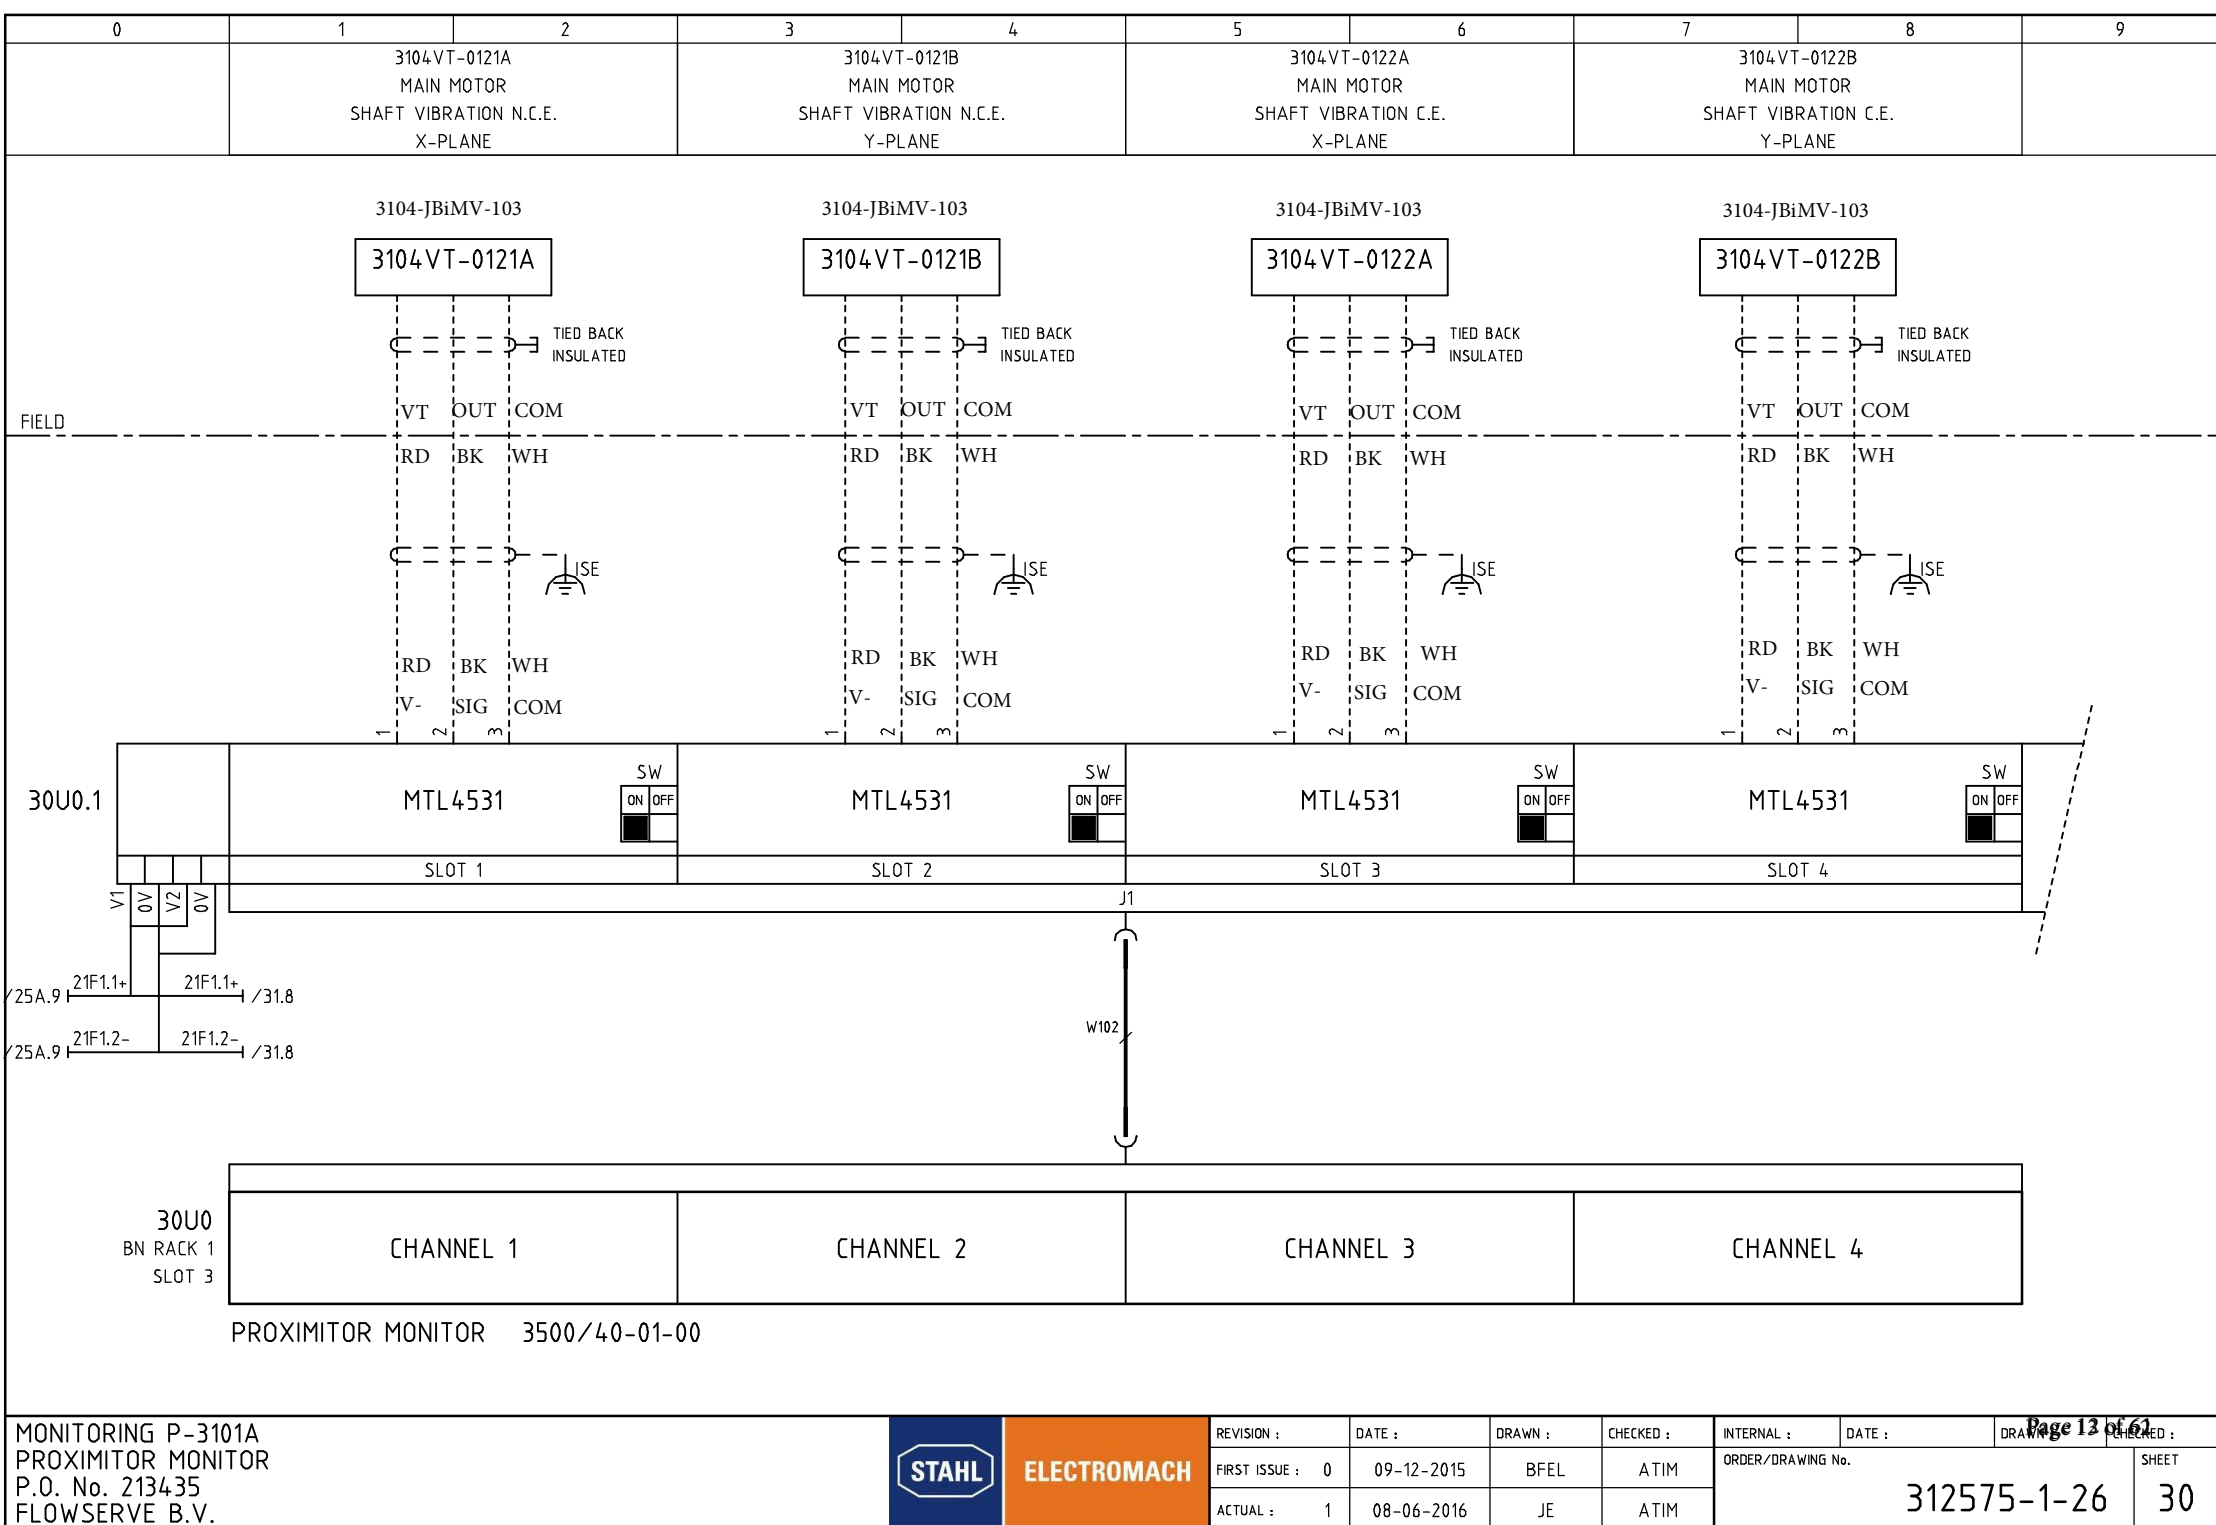 0 1 2 3 4 5 6 7 8 9
3104VT-0121A 3104VT-0121B 3104VT-0122A 3104VT-0122B
MAIN MOTOR MAIN MOTOR MAIN MOTOR MAIN MOTOR
SHAFT VIBRATION N.C.E. SHAFT VIBRATION N.C.E. SHAFT VIBRATION C.E. SHAFT VIBRATION C.E.
X-PLANE Y-PLANE X-PLANE Y-PLANE
3104-JBiMV-103 3104-JBiMV-103 3104-JBiMV-103 3104-JBiMV-103
3104VT-0121A 3104VT-0121B 3104VT-0122A 3104VT-0122B
TIED BACK TIED BACK TIED BACK TIED BACK
INSULATED INSULATED INSULATED INSULATED
VT OUT COM VT OUT COM VT OUT COM VT OUT COM
FIELD
RD BK WH RD BK WH RD BK WH RD BK WH
ISE ISE ISE ISE
RD BK WH RD BK WH RD BK WH RD BK WH
V- SIG COM V- SIG COM V- SIG COM V- SIG COM
1 2 3 1 2 3 1 2 3 1 2 3
SW SW SW SW
30U0.1 MTL4531 ON OFF MTL4531 ON OFF MTL4531 ON OFF MTL4531 ON OFF
SLOT 1 SLOT 2 SLOT 3 SLOT 4
V1 0V V2 0V
J1
/25A.9 21F1.1+ 21F1.1+ /31.8
W102
/25A.9 21F1.2- 21F1.2- /31.8
30U0
BN RACK 1 CHANNEL 1 CHANNEL 2 CHANNEL 3 CHANNEL 4
SLOT 3
PROXIMITOR MONITOR 3500/40-01-00
MONITORING P-3101A
PROXIMITOR MONITOR
P.O. No. 213435
FLOWSERVE B.V.
STAHL ELECTROMACH
REVISION : DATE : DRAWN : CHECKED :
FIRST ISSUE : 0 09-12-2015 BFEL ATIM
ACTUAL : 1 08-06-2016 JE ATIM
INTERNAL : DATE :
Page of
ORDER/DRAWING No. SHEET
312575-1-26 30